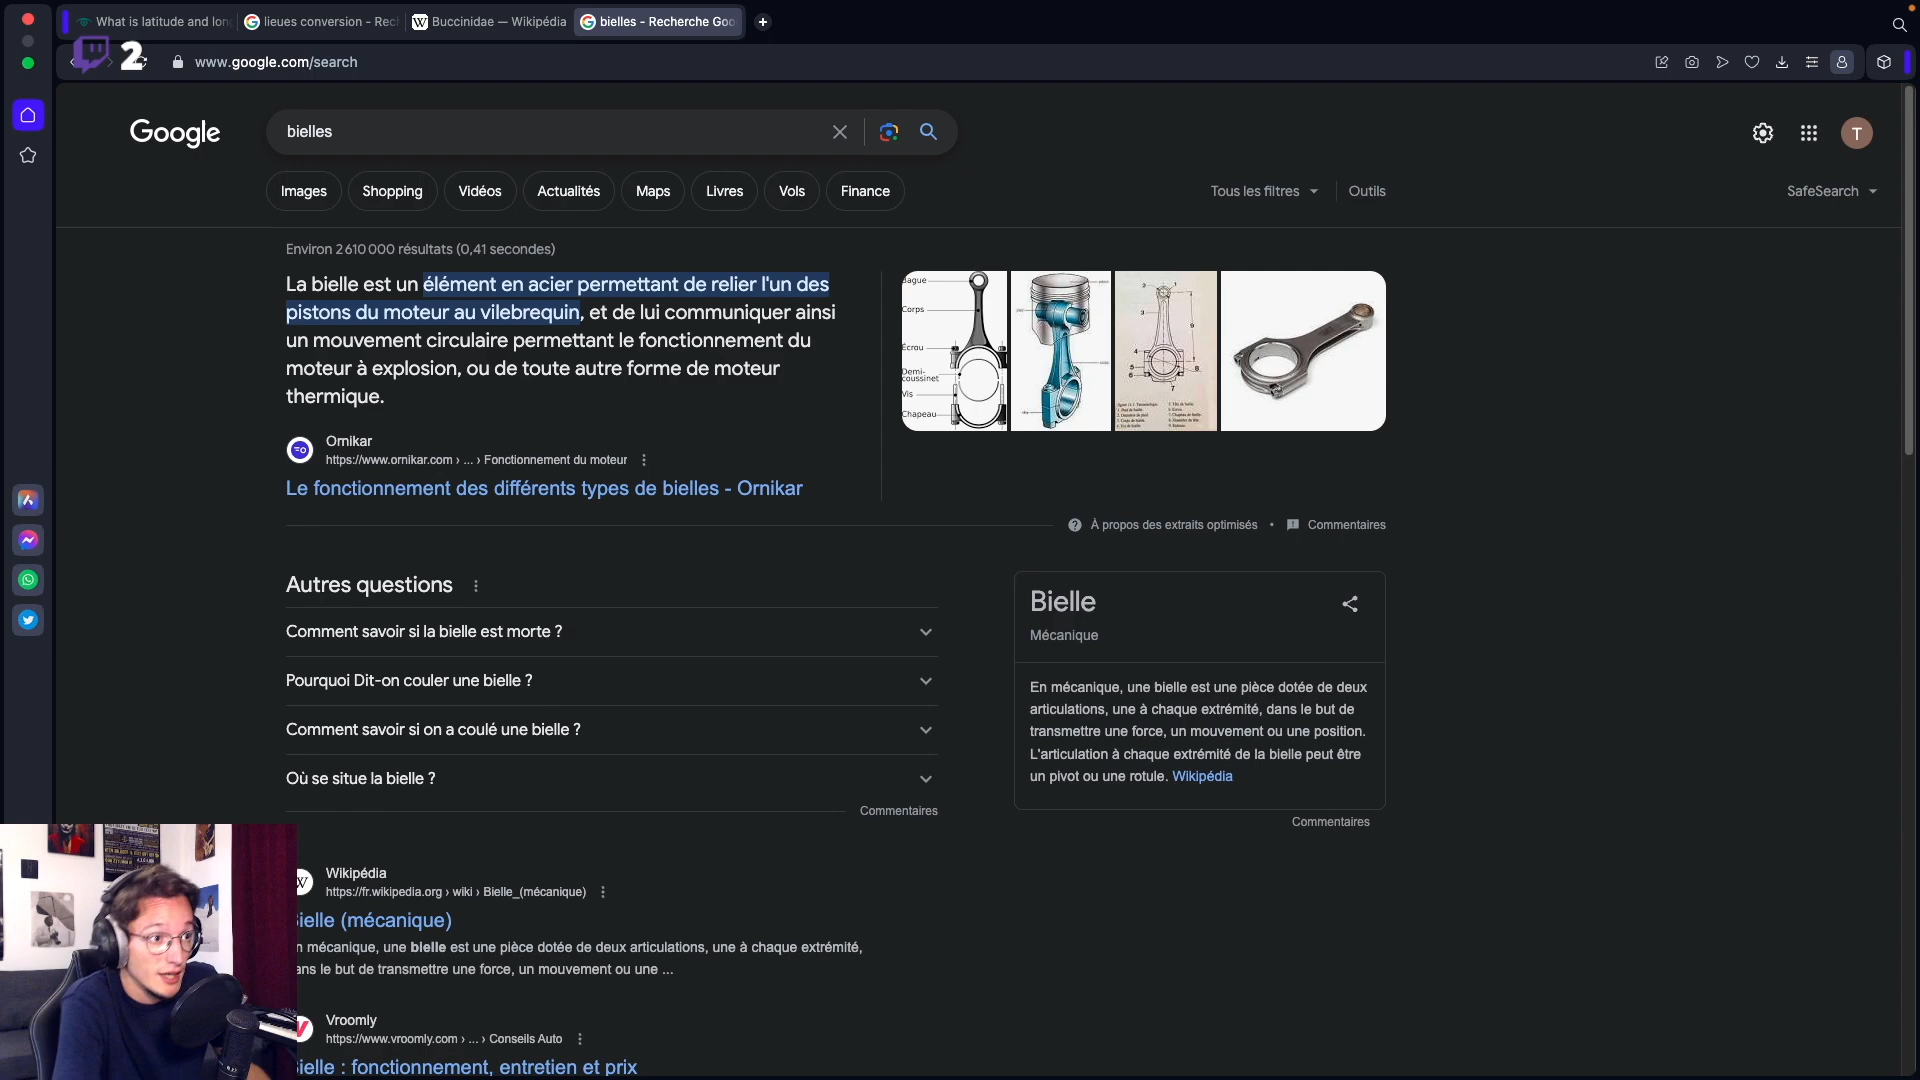 What is latitude and lon
lieues conversion - Rec
Buccinidae — Wikipédia
bielles - Recherche Goo
2
www.google.com/search
Google
bielles
T
Images
Shopping
Vidéos
Actualités
Maps
Livres
Vols
Finance
Tous les filtres
Outils
SafeSearch
Environ 2 610 000 résultats (0,41 secondes)
La bielle est un élément en acier permettant de relier l'un des
pistons du moteur au vilebrequin, et de lui communiquer ainsi
un mouvement circulaire permettant le fonctionnement du
moteur à explosion, ou de toute autre forme de moteur
thermique.
Bague
Corps
Écrou
Demi-
coussinet
Vis
Chapeau
Ornikar
https://www.ornikar.com › ... › Fonctionnement du moteur
Le fonctionnement des différents types de bielles - Ornikar
À propos des extraits optimisés • Commentaires
Autres questions
Comment savoir si la bielle est morte ?
Pourquoi Dit-on couler une bielle ?
Comment savoir si on a coulé une bielle ?
Où se situe la bielle ?
Commentaires
Bielle
Mécanique
En mécanique, une bielle est une pièce dotée de deux
articulations, une à chaque extrémité, dans le but de
transmettre une force, un mouvement ou une position.
L'articulation à chaque extrémité de la bielle peut être
un pivot ou une rotule. Wikipédia
Commentaires
W
Wikipédia
https://fr.wikipedia.org › wiki › Bielle_(mécanique)
ielle (mécanique)
n mécanique, une bielle est une pièce dotée de deux articulations, une à chaque extrémité,
ans le but de transmettre une force, un mouvement ou une ...
Vroomly
https://www.vroomly.com › ... › Conseils Auto
ielle : fonctionnement, entretien et prix